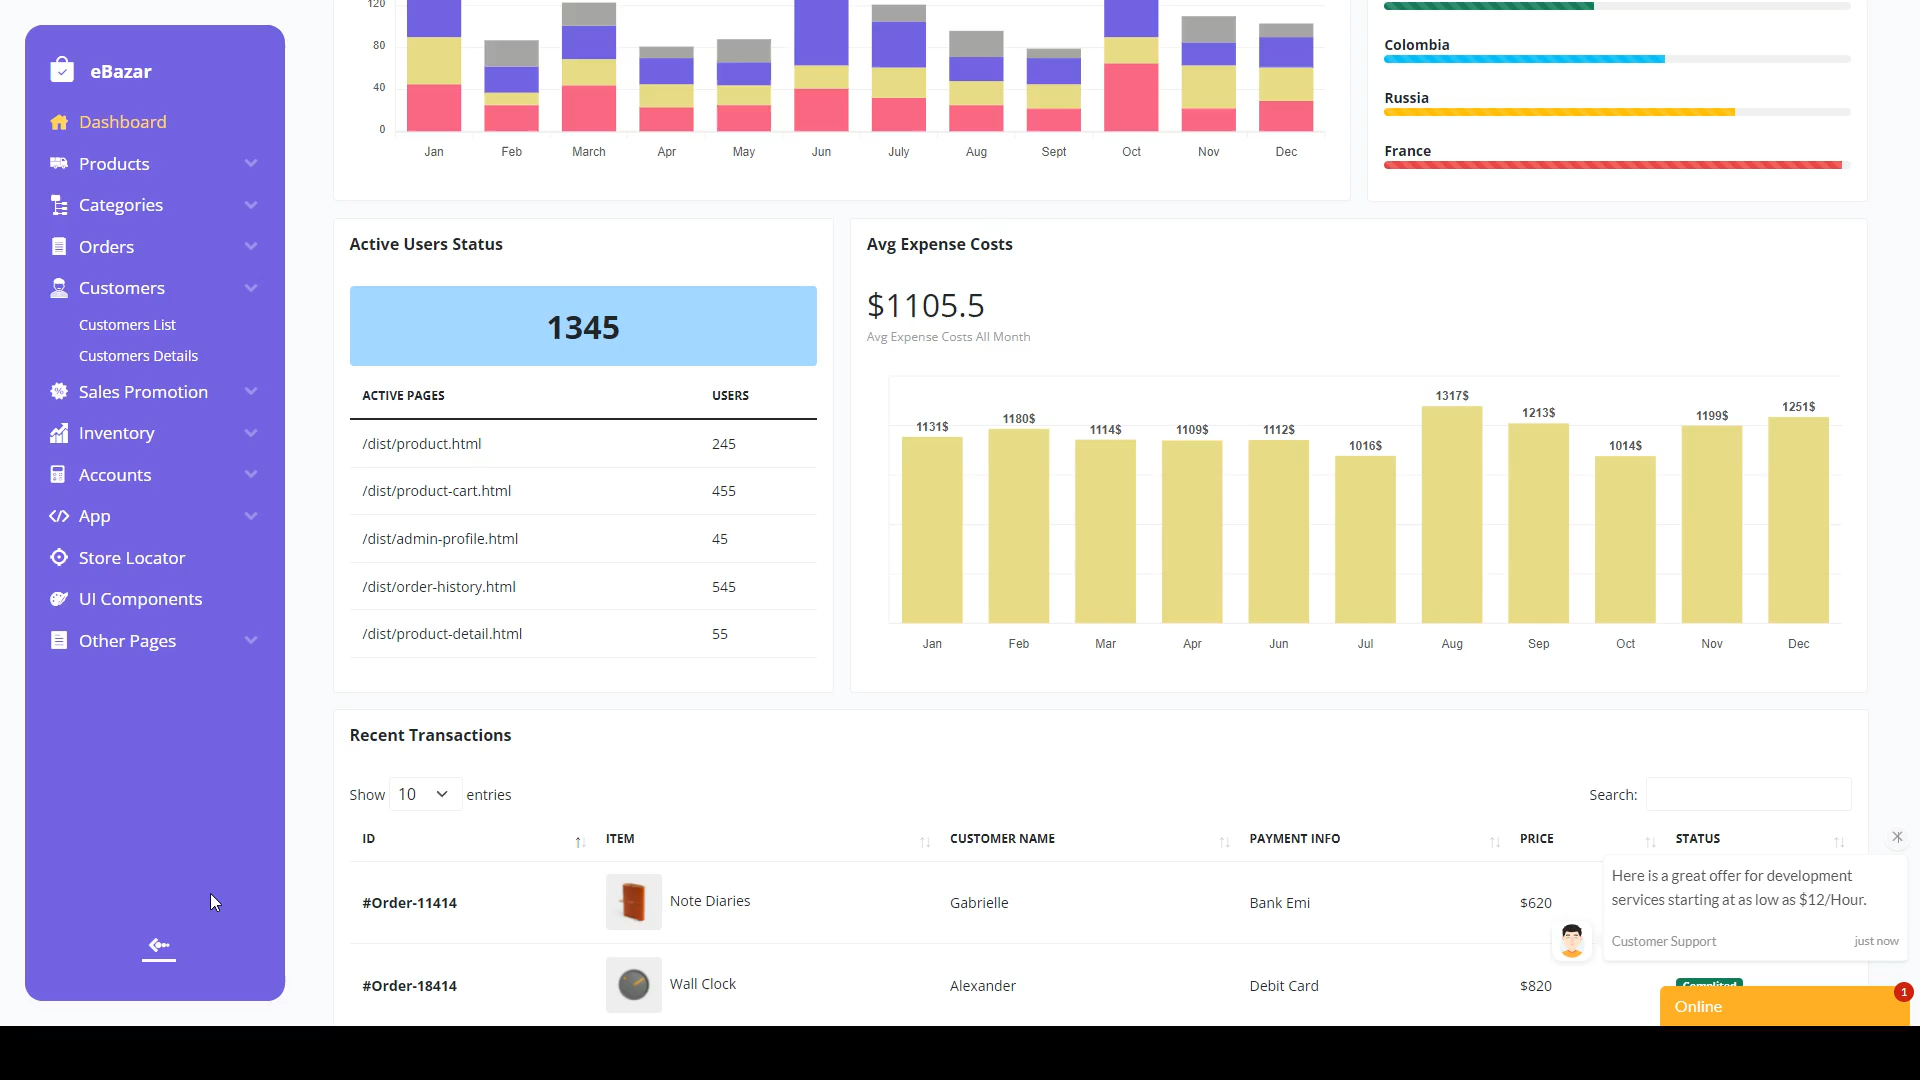 eBazar
Dashboard
Products
Categories
Orders
Customers
Customers List
Customers Details
Sales Promotion
Inventory
Accounts
App
Store Locator
UI Components
Other Pages
120
80
40
0
Jan Feb March Apr May Jun July Aug Sept Oct Nov Dec
Colombia
Russia
France
Active Users Status
1345
ACTIVE PAGES USERS
/dist/product.html 245
/dist/product-cart.html 455
/dist/admin-profile.html 45
/dist/order-history.html 545
/dist/product-detail.html 55
Avg Expense Costs
$1105.5
Avg Expense Costs All Month
1131$ 1180$ 1114$ 1109$ 1112$ 1016$ 1317$ 1213$ 1014$ 1199$ 1251$
Jan Feb Mar Apr Jun Jul Aug Sep Oct Nov Dec
Recent Transactions
Show 10 entries
Search:
ID ITEM CUSTOMER NAME PAYMENT INFO PRICE STATUS
#Order-11414 Note Diaries Gabrielle Bank Emi $620
#Order-18414 Wall Clock Alexander Debit Card $820
Here is a great offer for development
services starting at as low as $12/Hour.
Customer Support just now
Online
1